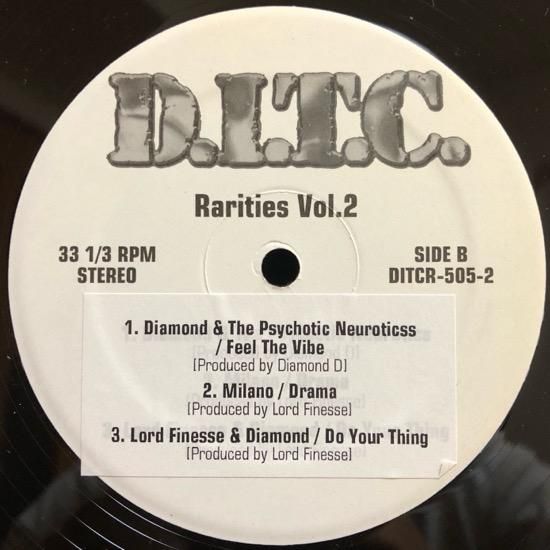 D.I.T.C.
Rarities Vol.2
33 1/3 RPM
STEREO
SIDE B
DITCR-505-2
1. Diamond & The Psychotic Neuroticss
/ Feel The Vibe
[Produced by Diamond D]
2. Milano / Drama
[Produced by Lord Finesse]
3. Lord Finesse & Diamond / Do Your Thing
[Produced by Lord Finesse]